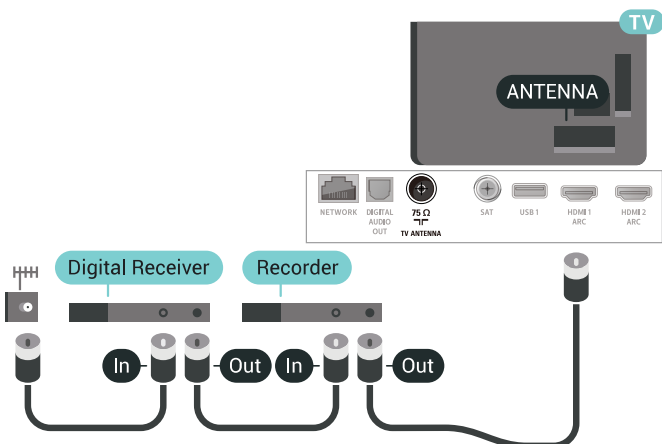 TV
ANTENNA
NETWORK
DIGITAL
AUDIO
OUT
75 Ω
TV ANTENNA
SAT
USB 1
HDMI 1
ARC
HDMI 2
ARC
Digital Receiver
Recorder
In
Out
In
Out